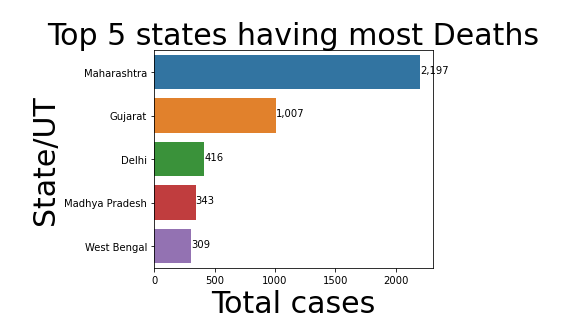 Top 5 states having most Deaths
State/UT
Maharashtra 2,197
Gujarat 1,007
Delhi 416
Madhya Pradesh 343
West Bengal 309
0 500 1000 1500 2000
Total cases